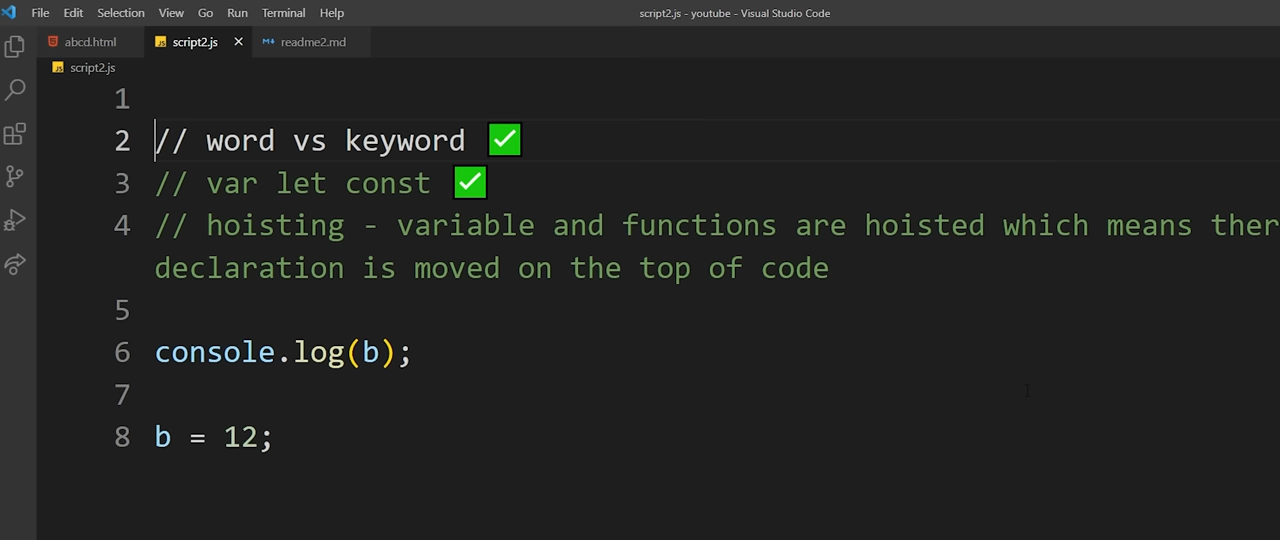 File Edit Selection View Go Run Terminal Help
script2.js - youtube - Visual Studio Code
abcd.html
script2.js
readme2.md
script2.js
1
2 // word vs keyword ✅
3 // var let const ✅
4 // hoisting - variable and functions are hoisted which means ther
declaration is moved on the top of code
5
6 console.log(b);
7
8 b = 12;